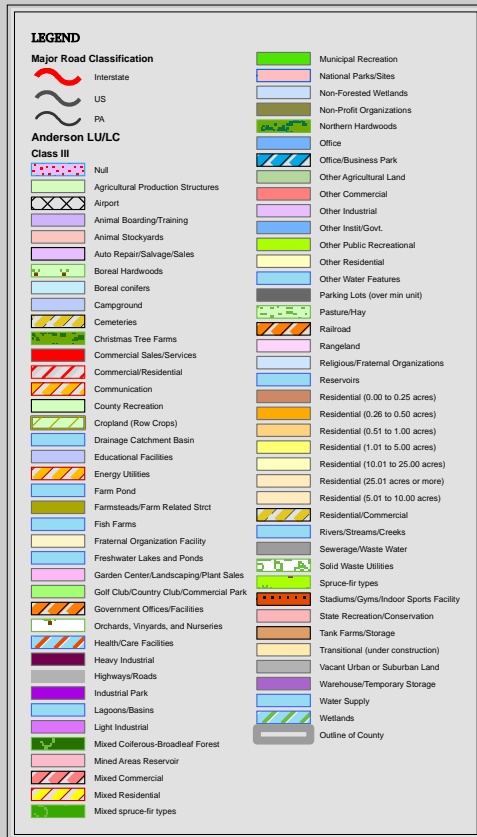 LEGEND
Major Road Classification
Interstate
US
PA
Anderson LU/LC
Class III
Null
Agricultural Production Structures
Airport
Animal Boarding/Training
Animal Stockyards
Auto Repair/Salvage/Sales
Boreal Hardwoods
Boreal conifers
Campground
Cemeteries
Christmas Tree Farms
Commercial Sales/Services
Commercial/Residential
Communication
County Recreation
Cropland (Row Crops)
Drainage Catchment Basin
Educational Facilities
Energy Utilities
Farm Pond
Farmsteads/Farm Related Strct
Fish Farms
Fraternal Organization Facility
Freshwater Lakes and Ponds
Garden Center/Landscaping/Plant Sales
Golf Club/Country Club/Commercial Park
Government Offices/Facilities
Orchards, Vinyards, and Nurseries
Health/Care Facilities
Heavy Industrial
Highways/Roads
Industrial Park
Lagoons/Basins
Light Industrial
Mixed Coiferous-Broadleaf Forest
Mined Areas Reservoir
Mixed Commercial
Mixed Residential
Mixed spruce-fir types
Municipal Recreation
National Parks/Sites
Non-Forested Wetlands
Non-Profit Organizations
Northern Hardwoods
Office
Office/Business Park
Other Agricultural Land
Other Commercial
Other Industrial
Other Instit/Govt.
Other Public Recreational
Other Residential
Other Water Features
Parking Lots (over min unit)
Pasture/Hay
Railroad
Rangeland
Religious/Fraternal Organizations
Reservoirs
Residential (0.00 to 0.25 acres)
Residential (0.26 to 0.50 acres)
Residential (0.51 to 1.00 acres)
Residential (1.01 to 5.00 acres)
Residential (10.01 to 25.00 acres)
Residential (25.01 acres or more)
Residential (5.01 to 10.00 acres)
Residential/Commercial
Rivers/Streams/Creeks
Sewerage/Waste Water
Solid Waste Utilities
Spruce-fir types
Stadiums/Gyms/Indoor Sports Facility
State Recreation/Conservation
Tank Farms/Storage
Transitional (under construction)
Vacant Urban or Suburban Land
Warehouse/Temporary Storage
Water Supply
Wetlands
Outline of County